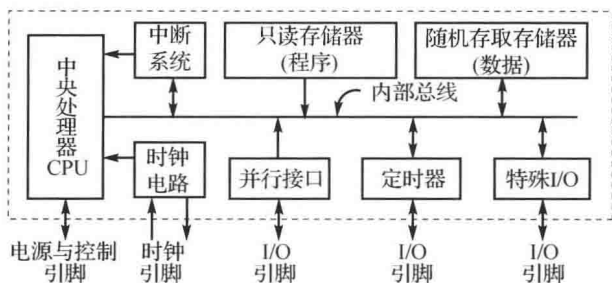 中央处理器
CPU
中断
系统
只读存储器
(程序)
随机存取存储器
(数据)
内部总线
时钟
电路
并行接口
定时器
特殊I/O
电源与控制
引脚
时钟
引脚
I/O
引脚
I/O
引脚
I/O
引脚